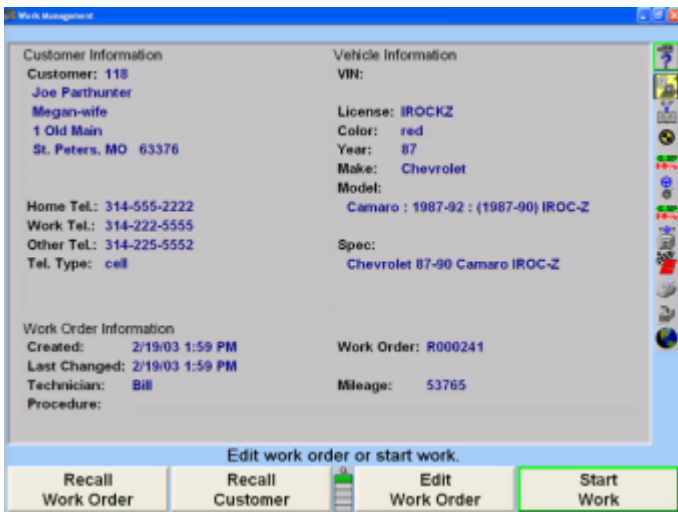 Work Management
Customer Information
Customer: 118
Joe Parthunter
Megan-wife
1 Old Main
St. Peters, MO 63376
Home Tel.: 314-555-2222
Work Tel.: 314-222-5555
Other Tel.: 314-225-5552
Tel. Type: cell
Vehicle Information
VIN:
License: IROCKZ
Color: red
Year: 87
Make: Chevrolet
Model:
Camaro : 1987-92 : (1987-90) IROC-Z
Spec:
Chevrolet 87-90 Camaro IROC-Z
Work Order Information
Created: 2/19/03 1:59 PM
Last Changed: 2/19/03 1:59 PM
Technician: Bill
Procedure:
Work Order: R000241
Mileage: 53765
Edit work order or start work.
Recall
Work Order
Recall
Customer
Edit
Work Order
Start
Work